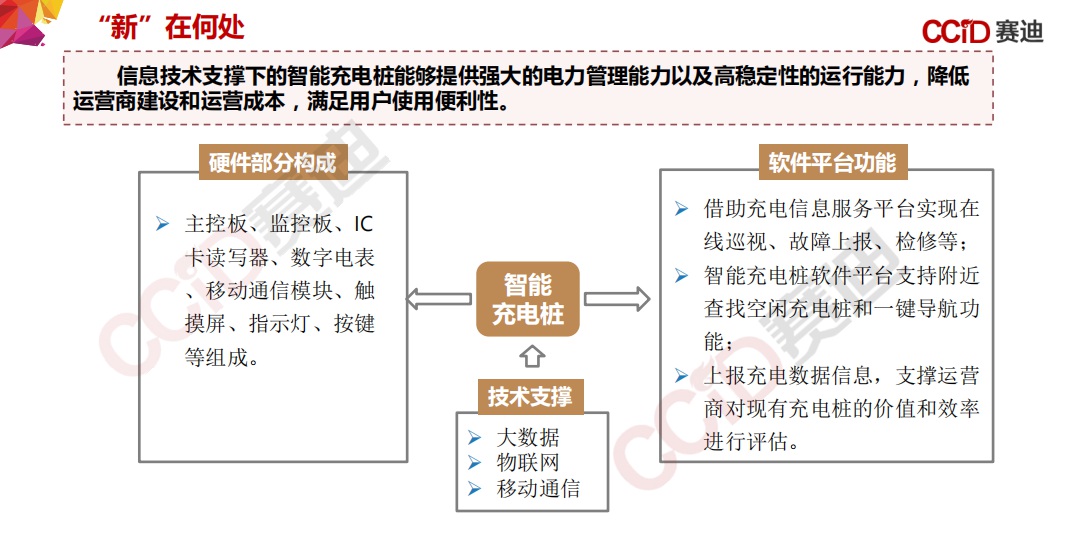 “新”在何处
CCiD 赛迪
信息技术支撑下的智能充电桩能够提供强大的电力管理能力以及高稳定性的运行能力，降低
运营商建设和运营成本，满足用户使用便利性。
硬件部分构成
主控板、监控板、IC
卡读写器、数字电表
、移动通信模块、触
摸屏、指示灯、按键
等组成。
智能
充电桩
技术支撑
大数据
物联网
移动通信
软件平台功能
借助充电信息服务平台实现在
线巡视、故障上报、检修等；
智能充电桩软件平台支持附近
查找空闲充电桩和一键导航功
能；
上报充电数据信息，支撑运营
商对现有充电桩的价值和效率
进行评估。
CCiD赛迪
CCiD赛迪